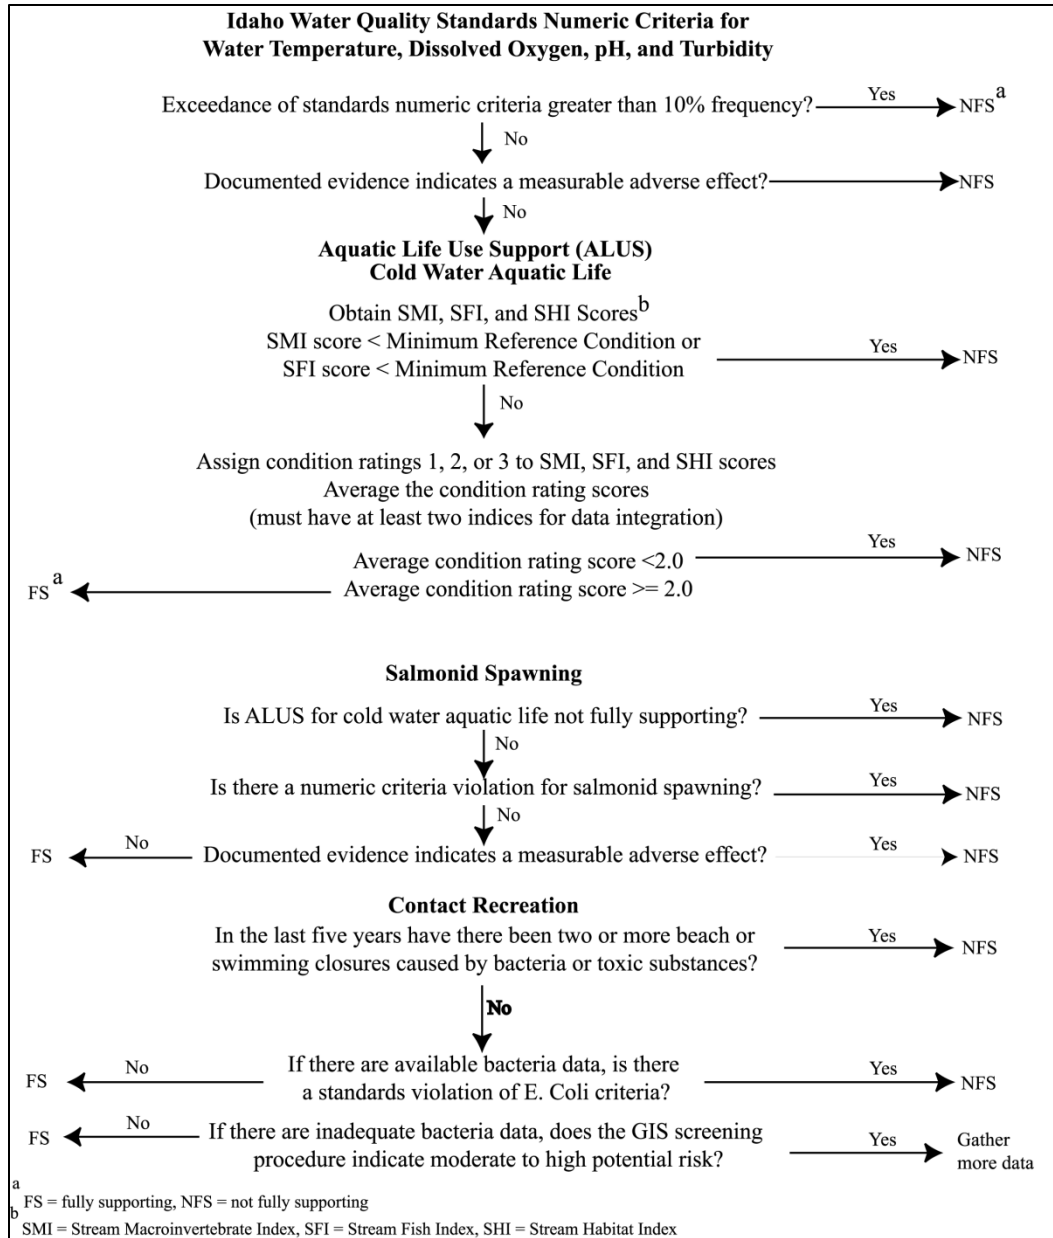 Idaho Water Quality Standards Numeric Criteria for
Water Temperature, Dissolved Oxygen, pH, and Turbidity
Exceedance of standards numeric criteria greater than 10% frequency? Yes NFS a
No
Documented evidence indicates a measurable adverse effect? NFS
No
Aquatic Life Use Support (ALUS)
Cold Water Aquatic Life
Obtain SMI, SFI, and SHI Scores b
SMI score < Minimum Reference Condition or
SFI score < Minimum Reference Condition
Yes NFS
No
Assign condition ratings 1, 2, or 3 to SMI, SFI, and SHI scores
Average the condition rating scores
(must have at least two indices for data integration)
Average condition rating score <2.0 Yes NFS
FS a Average condition rating score >= 2.0
Salmonid Spawning
Is ALUS for cold water aquatic life not fully supporting? Yes NFS
No
Is there a numeric criteria violation for salmonid spawning? Yes NFS
No
FS No Documented evidence indicates a measurable adverse effect? Yes NFS
Contact Recreation
In the last five years have there been two or more beach or
swimming closures caused by bacteria or toxic substances?
Yes NFS
No
If there are available bacteria data, is there
a standards violation of E. Coli criteria?
FS No Yes NFS
If there are inadequate bacteria data, does the GIS screening
procedure indicate moderate to high potential risk?
FS No Yes Gather
more data
a FS = fully supporting, NFS = not fully supporting
b SMI = Stream Macroinvertebrate Index, SFI = Stream Fish Index, SHI = Stream Habitat Index